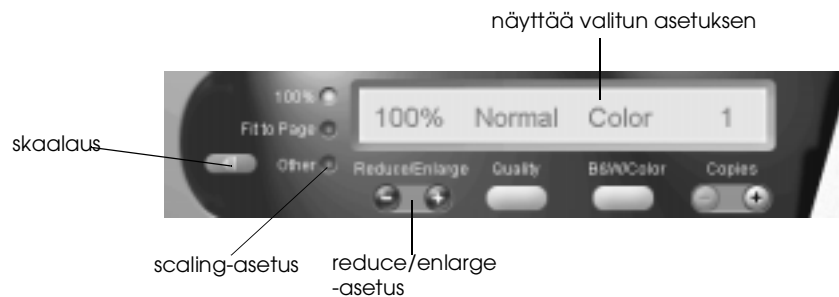 näyttää valitun asetuksen
100%
Fit to Page
Other
100% Normal Color 1
Reduce/Enlarge Quality B&W/Color Copies
skaalaus
scaling-asetus
reduce/enlarge
-asetus